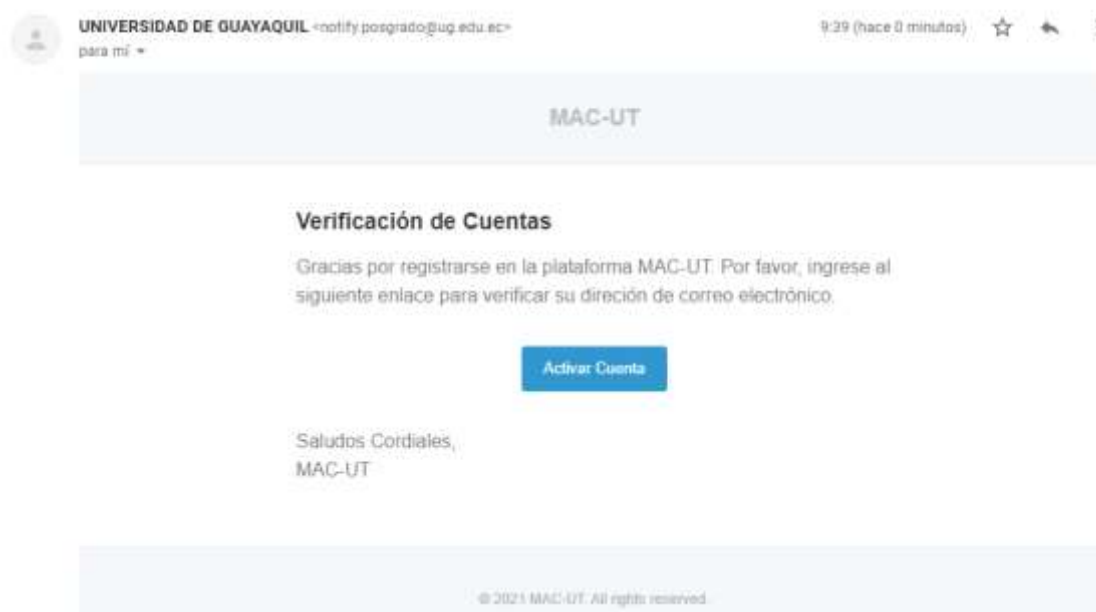 UNIVERSIDAD DE GUAYAQUIL <notify.posgrado@ug.edu.ec>
9:39 (hace 0 minutos)
para mí
MAC-UT
Verificación de Cuentas
Gracias por registrarse en la plataforma MAC-UT. Por favor, ingrese al
siguiente enlace para verificar su direción de correo electrónico.
Activar Cuenta
Saludos Cordiales,
MAC-UT
© 2021 MAC-UT. All rights reserved.